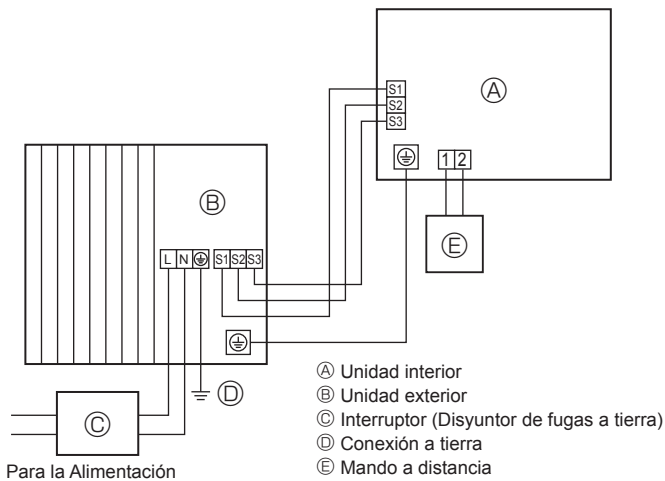 S1
S2
S3
Ⓐ
1 2
Ⓔ
Ⓑ
L N S1 S2 S3
Ⓓ
Ⓒ
Para la Alimentación
Ⓐ Unidad interior
Ⓑ Unidad exterior
Ⓒ Interruptor (Disyuntor de fugas a tierra)
Ⓓ Conexión a tierra
Ⓔ Mando a distancia